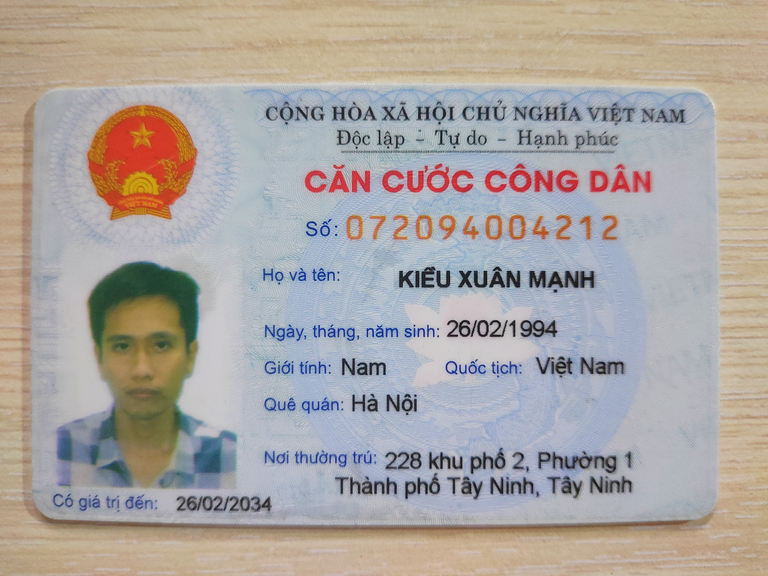 CỘNG HÒA XÃ HỘI CHỦ NGHĨA VIỆT NAM
Độc lập - Tự do - Hạnh phúc
CĂN CƯỚC CÔNG DÂN
Số: 072094004212
Họ và tên: KIỀU XUÂN MẠNH
Ngày, tháng, năm sinh: 26/02/1994
Giới tính: Nam Quốc tịch: Việt Nam
Quê quán: Hà Nội
Nơi thường trú: 228 khu phố 2, Phường 1
Thành phố Tây Ninh, Tây Ninh
Có giá trị đến: 26/02/2034